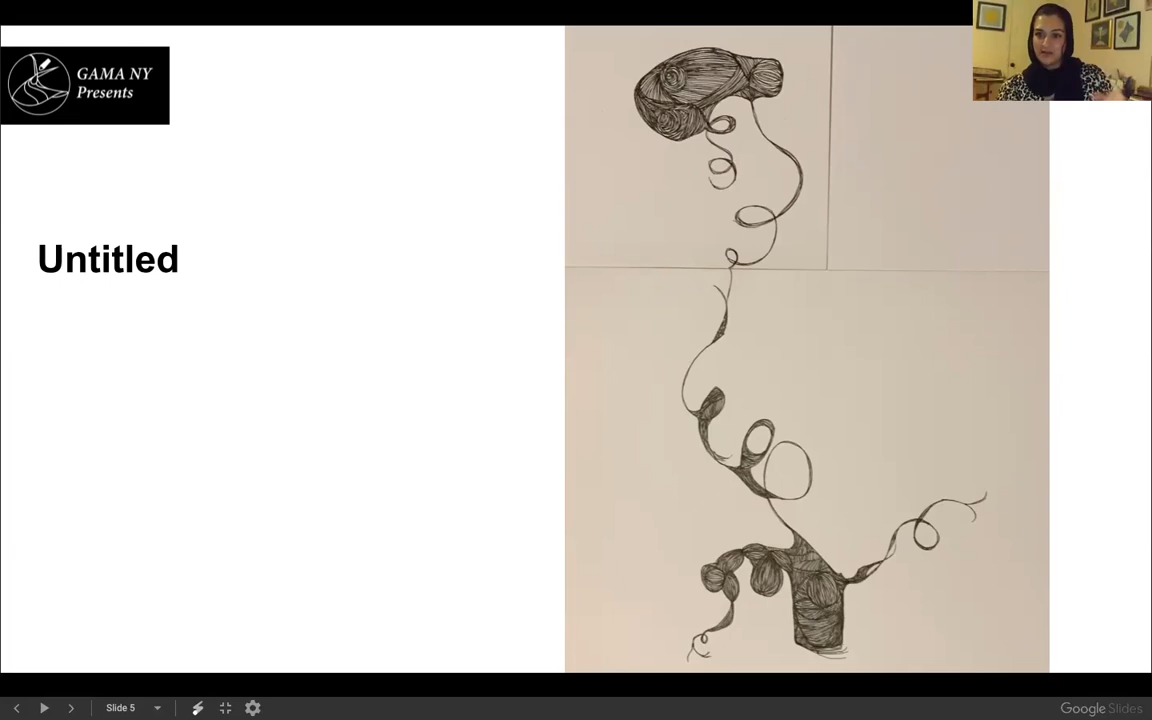 GAMA NY
Presents
Untitled
Slide 5
Google Slides